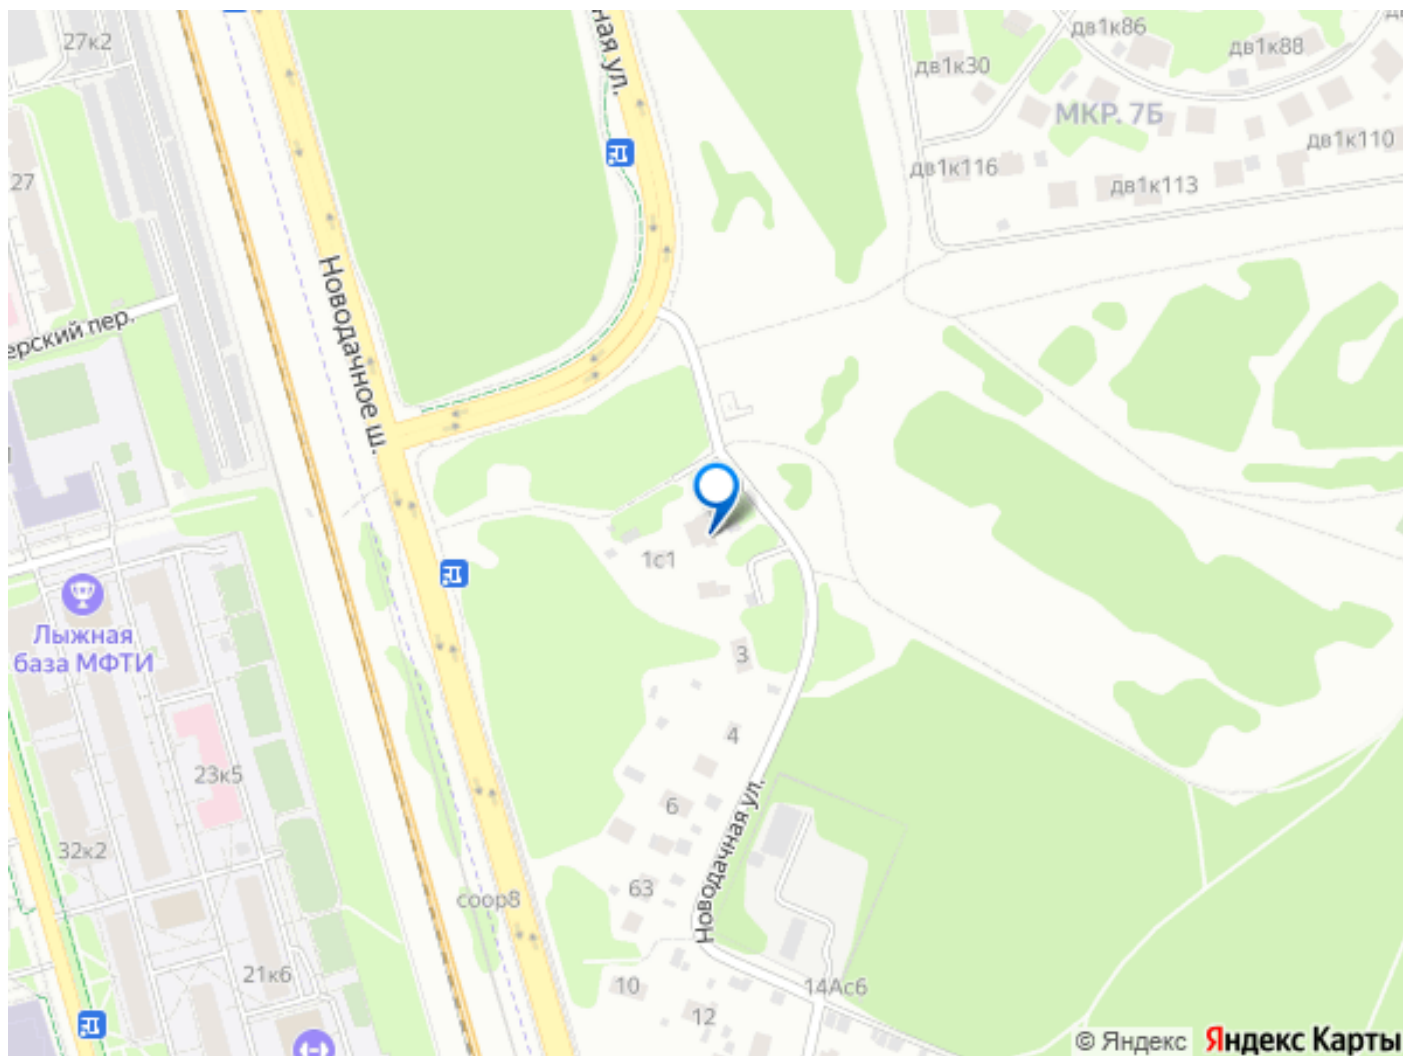 27к2
дв1к86
дв1к88
дв1к30
МКР. 7Б
дв1к110
27
дв1к116
дв1к113
ная ул.
Новодачное ш.
ерский пер.
1с1
Лыжная
база МФТИ
3
4
23к5
6
Новодачная ул.
32к2
63
соор8
21к6
10
14Ас6
12
© Яндекс Яндекс Карты